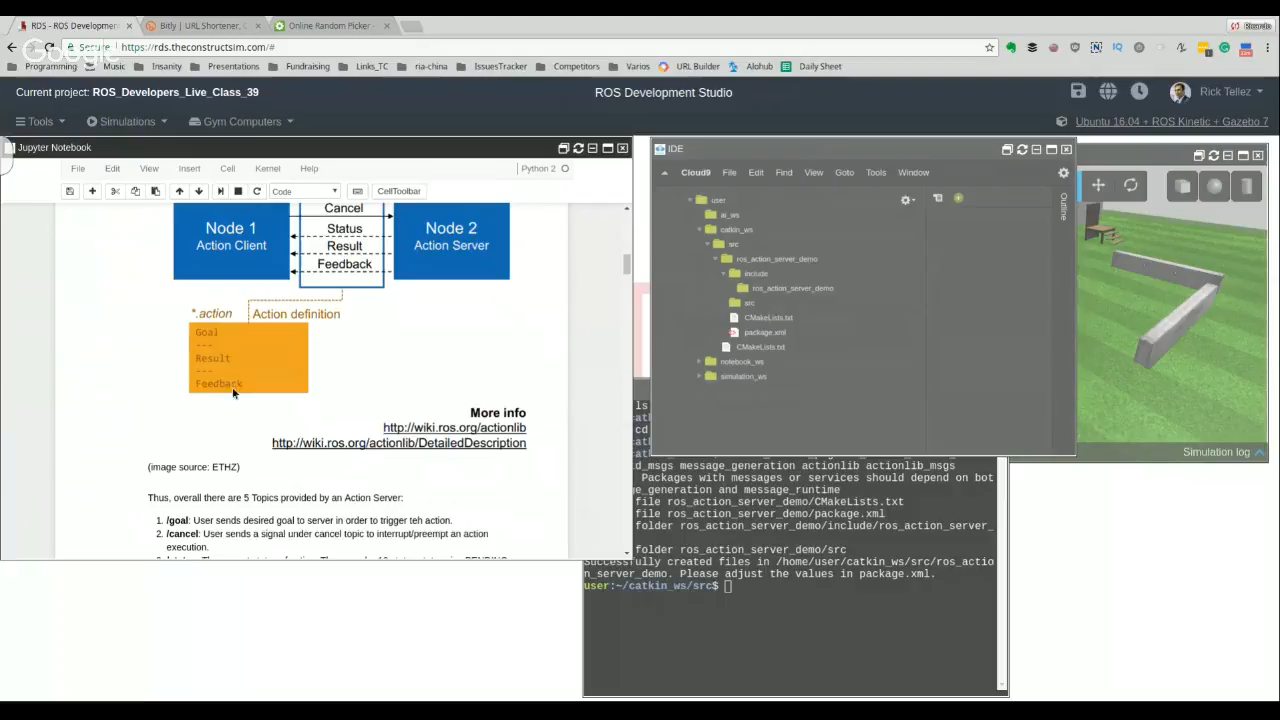 RDS - ROS Developmen
Bitly | URL Shortener, C
Online Random Picker -
Ricardo
Secure
https://rds.theconstructsim.com/#
Google
Programming
Music
Insanity
Presentations
Fundraising
Links_TC
ria-china
IssuesTracker
Competitors
Varios
URL Builder
Alohub
Daily Sheet
Current project: ROS_Developers_Live_Class_39
ROS Development Studio
Rick Tellez
Tools
Simulations
Gym Computers
Ubuntu 16.04 + ROS Kinetic + Gazebo 7
Jupyter Notebook
File Edit View Insert Cell Kernel Help
Python 2
Code
CellToolbar
Cancel
Node 1
Action Client
Status
Result
Feedback
Node 2
Action Server
*.action
Action definition
Goal
---
Result
---
Feedback
More info
http://wiki.ros.org/actionlib
http://wiki.ros.org/actionlib/DetailedDescription
(image source: ETHZ)
Thus, overall there are 5 Topics provided by an Action Server:
1. /goal: User sends desired goal to server in order to trigger teh action.
2. /cancel: User sends a signal under cancel topic to interrupt/preempt an action
execution.
IDE
Cloud9 File Edit Find View Goto Tools Window
Outline
user
ai_ws
catkin_ws
src
ros_action_server_demo
include
ros_action_server_demo
src
CMakeLists.txt
package.xml
CMakeLists.txt
notebook_ws
simulation_ws
Simulation log
ls
cd
d_msgs message_generation actionlib actionlib_msgs
Packages with messages or services should depend on bot
ge_generation and message_runtime
file ros_action_server_demo/CMakeLists.txt
file ros_action_server_demo/package.xml
folder ros_action_server_demo/include/ros_action_server_
folder ros_action_server_demo/src
Successfully created files in /home/user/catkin_ws/src/ros_actio
n_server_demo. Please adjust the values in package.xml.
user:~/catkin_ws/src$